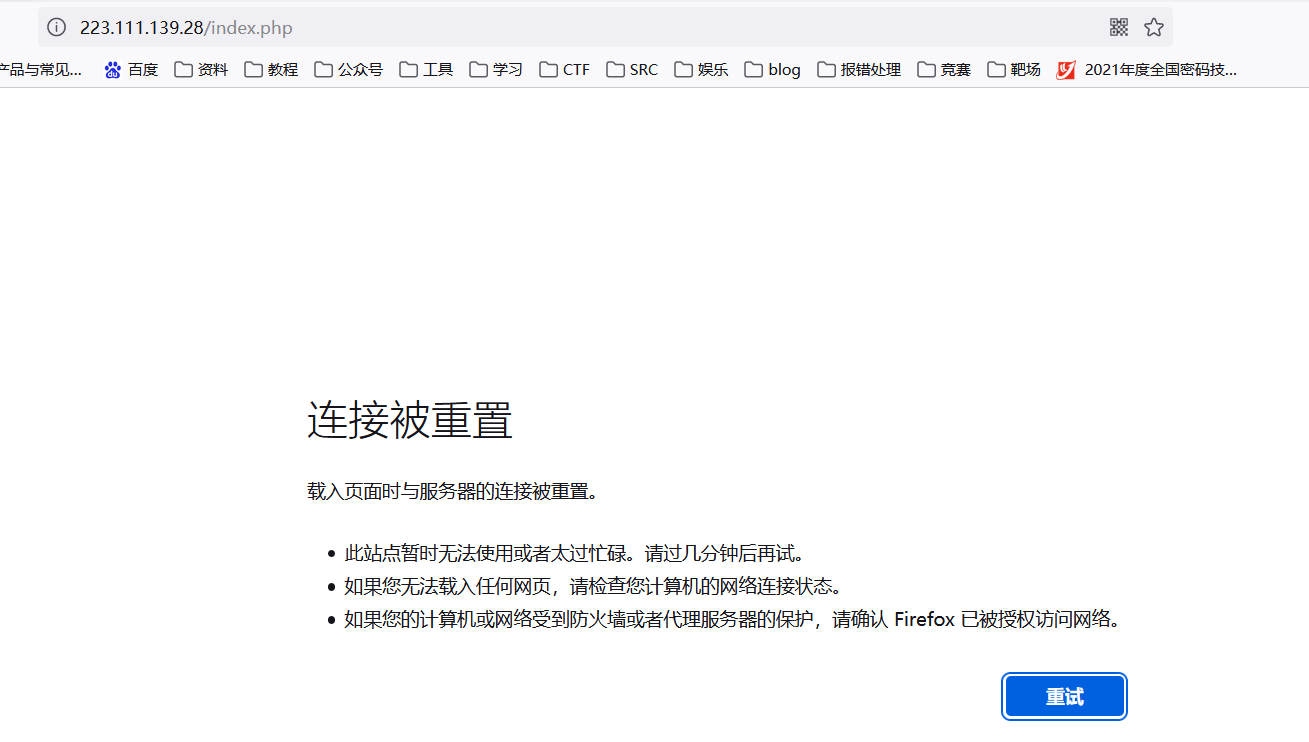 223.111.139.28/index.php
产品与常见... 百度 资料 教程 公众号 工具 学习 CTF SRC 娱乐 blog 报错处理 竞赛 靶场 2021年度全国密码技...
连接被重置
载入页面时与服务器的连接被重置。
此站点暂时无法使用或者太过忙碌。请过几分钟后再试。
如果您无法载入任何网页，请检查您计算机的网络连接状态。
如果您的计算机或网络受到防火墙或者代理服务器的保护，请确认 Firefox 已被授权访问网络。
重试